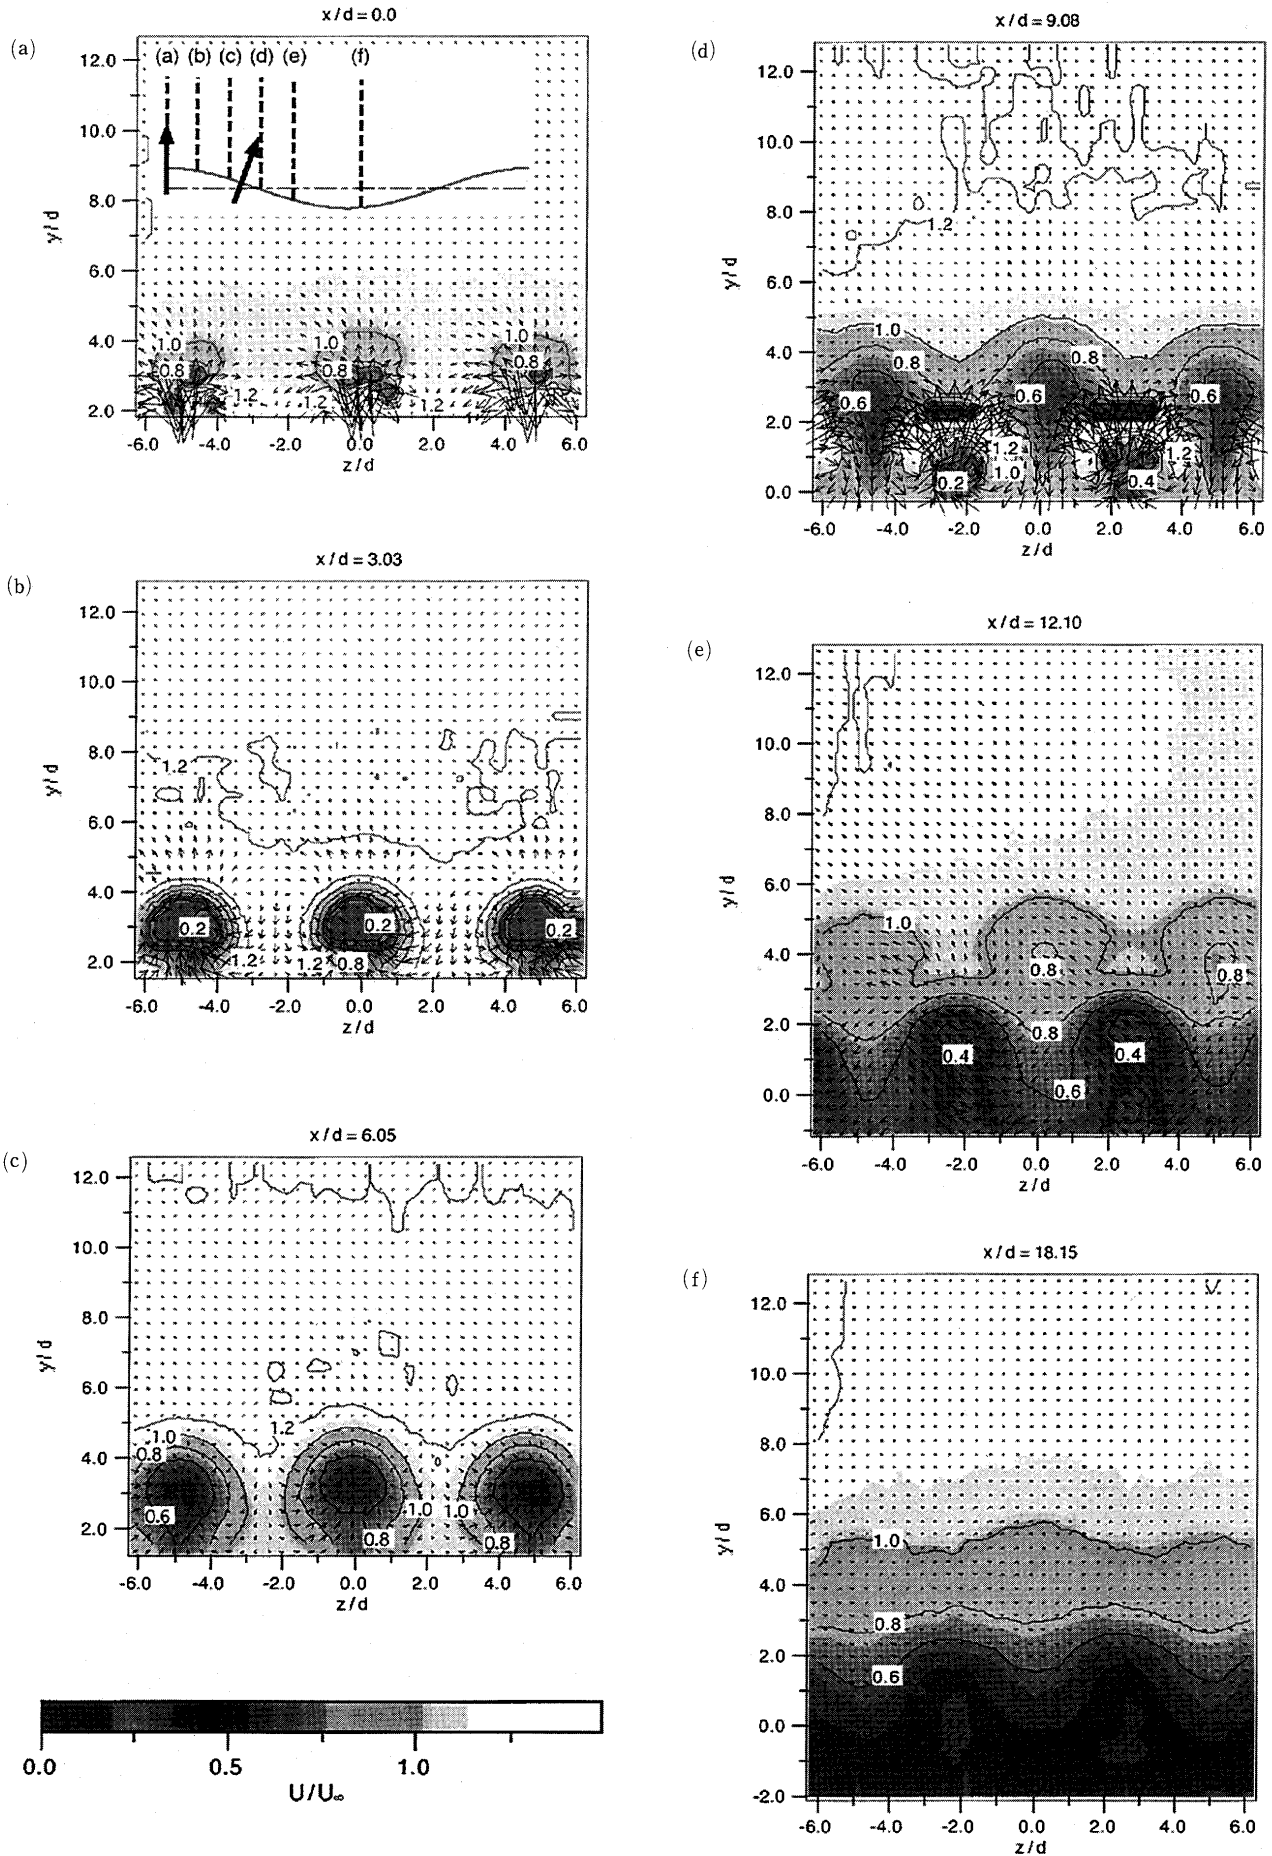 x/d = 0.0
(a)
(a) (b) (c) (d) (e) (f)
12.0
10.0
8.0
6.0
4.0
2.0
y/d
1.0 1.0 1.0
0.8 0.8 0.8
1.2 1.2 1.2
-6.0 -4.0 -2.0 0.0 2.0 4.0 6.0
z/d
x/d = 3.03
(b)
12.0
10.0
8.0
6.0
4.0
2.0
y/d
1.2
0.2 0.2 0.2
1.2 1.2 0.8
-6.0 -4.0 -2.0 0.0 2.0 4.0 6.0
z/d
x/d = 6.05
(c)
12.0
10.0
8.0
6.0
4.0
2.0
y/d
1.2
1.0
0.8
0.6 1.0 1.0
0.8 0.8
-6.0 -4.0 -2.0 0.0 2.0 4.0 6.0
z/d
0.0 0.5 1.0
U/U∞
x/d = 9.08
(d)
12.0
10.0
8.0
6.0
4.0
2.0
0.0
y/d
1.2
1.0
0.8 0.8
0.6 0.6 0.6
1.2 1.2
1.0
0.2 0.4
-6.0 -4.0 -2.0 0.0 2.0 4.0 6.0
z/d
x/d = 12.10
(e)
12.0
10.0
8.0
6.0
4.0
2.0
0.0
y/d
1.0
0.8 0.8
0.8
0.4 0.4
0.6
-6.0 -4.0 -2.0 0.0 2.0 4.0 6.0
z/d
x/d = 18.15
(f)
12.0
10.0
8.0
6.0
4.0
2.0
0.0
-2.0
y/d
1.0
0.8
0.6
-6.0 -4.0 -2.0 0.0 2.0 4.0 6.0
z/d